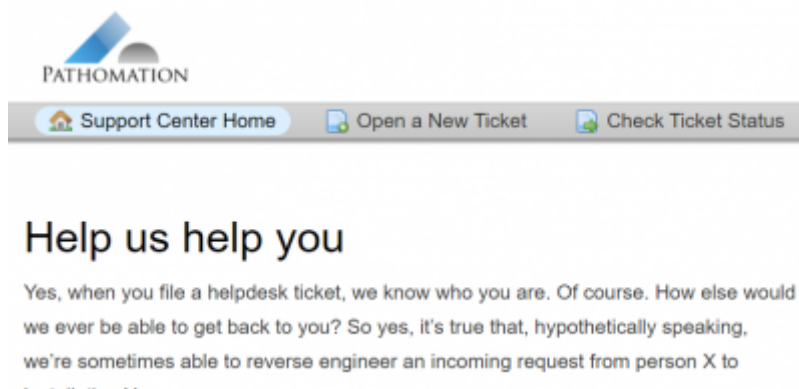 PATHOMATION
Support Center Home Open a New Ticket Check Ticket Status
Help us help you
Yes, when you file a helpdesk ticket, we know who you are. Of course. How else would
we ever be able to get back to you? So yes, it's true that, hypothetically speaking,
we're sometimes able to reverse engineer an incoming request from person X to